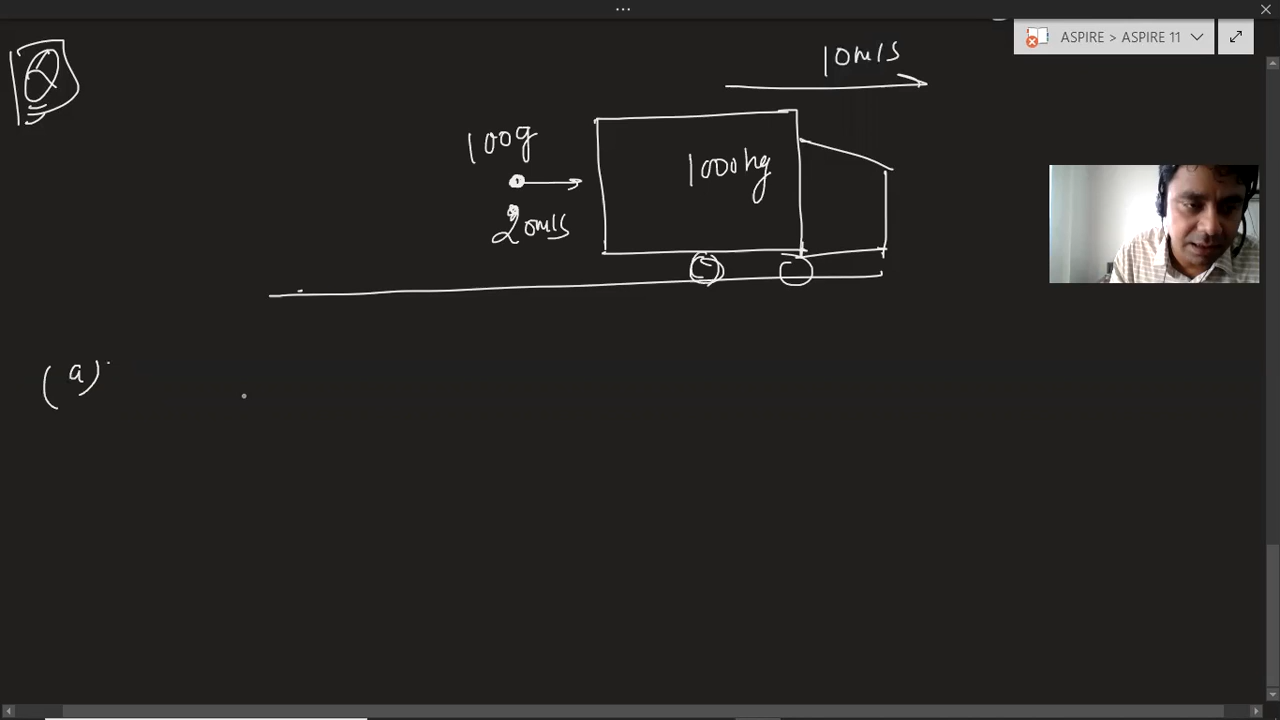 ASPIRE > ASPIRE 11
Q
10m/s
100g
1000kg
20m/s
(a)